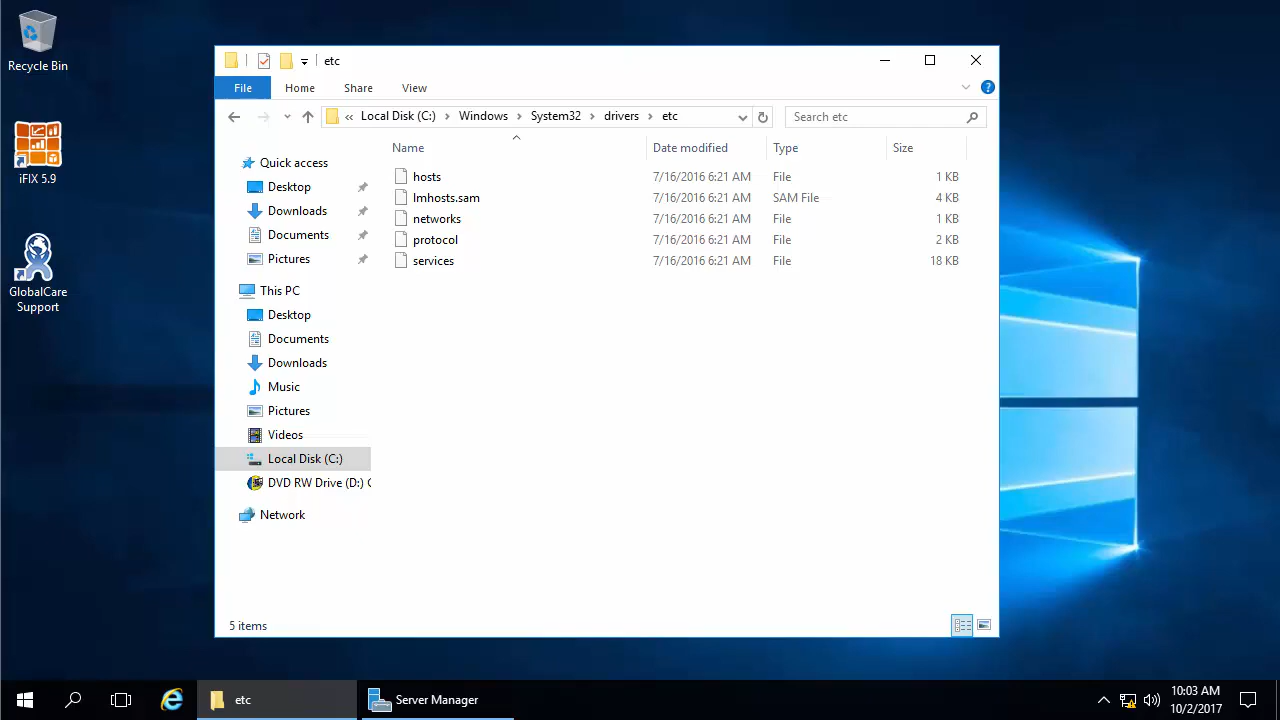 Recycle Bin
iFIX 5.9
GlobalCare
Support
etc
File
Home
Share
View
Local Disk (C:)
Windows
System32
drivers
etc
Search etc
Name
Date modified
Type
Size
hosts
7/16/2016 6:21 AM
File
1 KB
lmhosts.sam
7/16/2016 6:21 AM
SAM File
4 KB
networks
7/16/2016 6:21 AM
File
1 KB
protocol
7/16/2016 6:21 AM
File
2 KB
services
7/16/2016 6:21 AM
File
18 KB
Quick access
Desktop
Downloads
Documents
Pictures
This PC
Desktop
Documents
Downloads
Music
Pictures
Videos
Local Disk (C:)
DVD RW Drive (D:) G
Network
5 items
etc
Server Manager
10:03 AM
10/2/2017